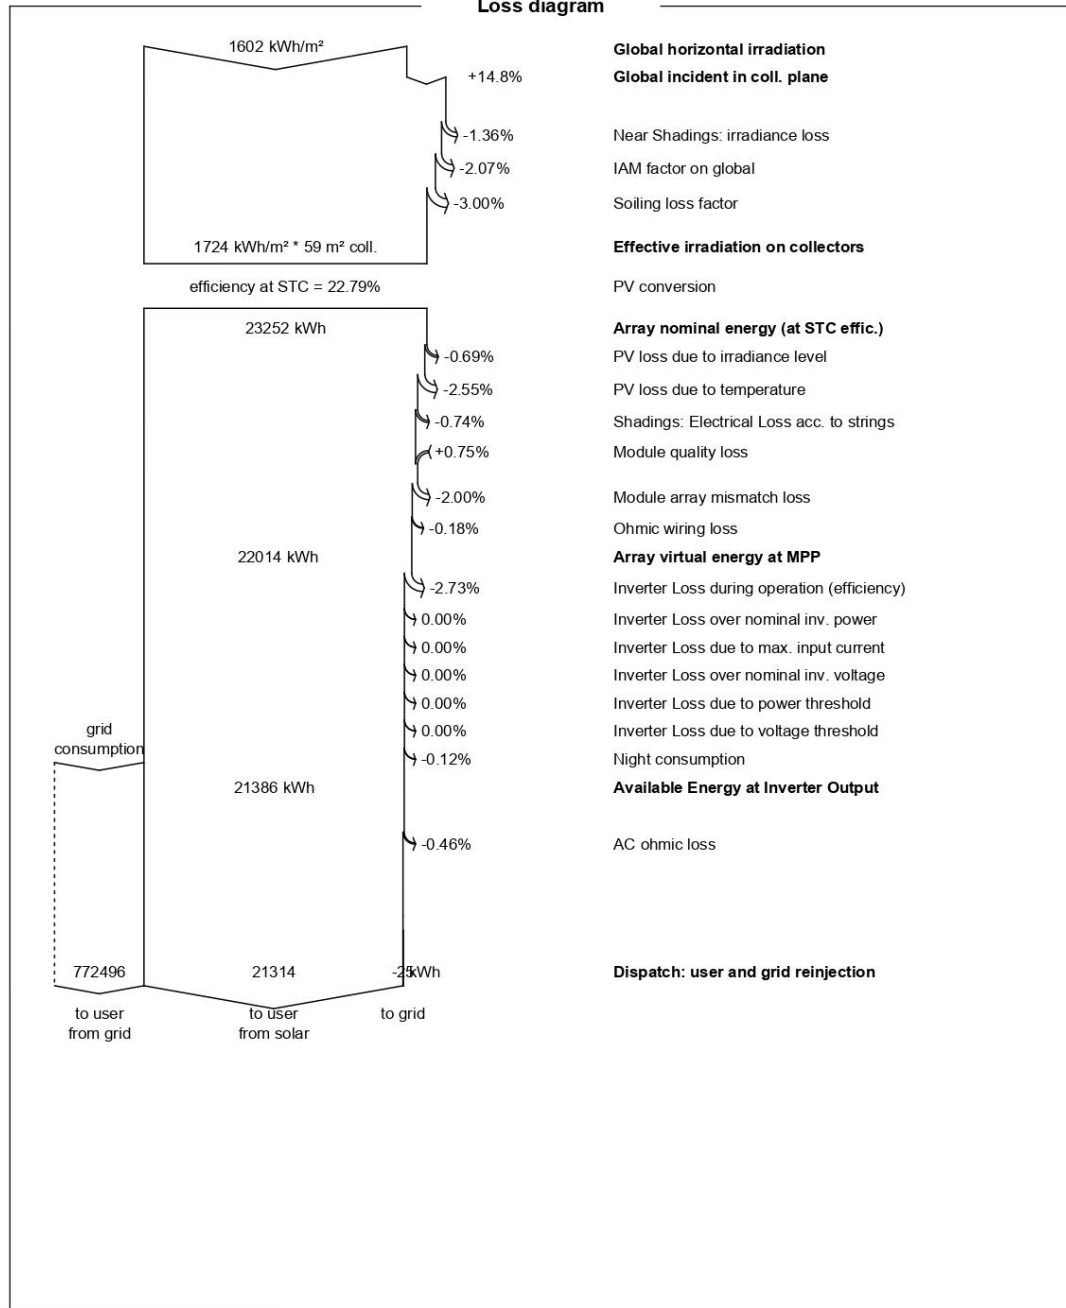 Loss diagram
1602 kWh/m² Global horizontal irradiation
+14.8% Global incident in coll. plane
-1.36% Near Shadings: irradiance loss
-2.07% IAM factor on global
-3.00% Soiling loss factor
1724 kWh/m² * 59 m² coll. Effective irradiation on collectors
efficiency at STC = 22.79% PV conversion
23252 kWh Array nominal energy (at STC effic.)
-0.69% PV loss due to irradiance level
-2.55% PV loss due to temperature
-0.74% Shadings: Electrical Loss acc. to strings
+0.75% Module quality loss
-2.00% Module array mismatch loss
-0.18% Ohmic wiring loss
22014 kWh Array virtual energy at MPP
-2.73% Inverter Loss during operation (efficiency)
0.00% Inverter Loss over nominal inv. power
0.00% Inverter Loss due to max. input current
0.00% Inverter Loss over nominal inv. voltage
0.00% Inverter Loss due to power threshold
0.00% Inverter Loss due to voltage threshold
grid
consumption
-0.12% Night consumption
21386 kWh Available Energy at Inverter Output
-0.46% AC ohmic loss
772496 21314 -25kWh Dispatch: user and grid reinjection
to user to user to grid
from grid from solar